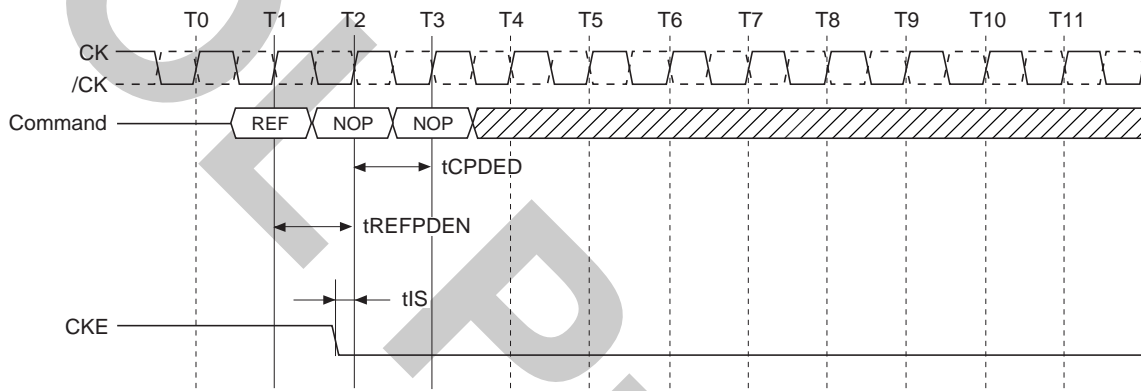 T0 T1 T2 T3 T4 T5 T6 T7 T8 T9 T10 T11
CK
/CK
Command REF NOP NOP
tCPDED
tREFPDEN
tIS
CKE